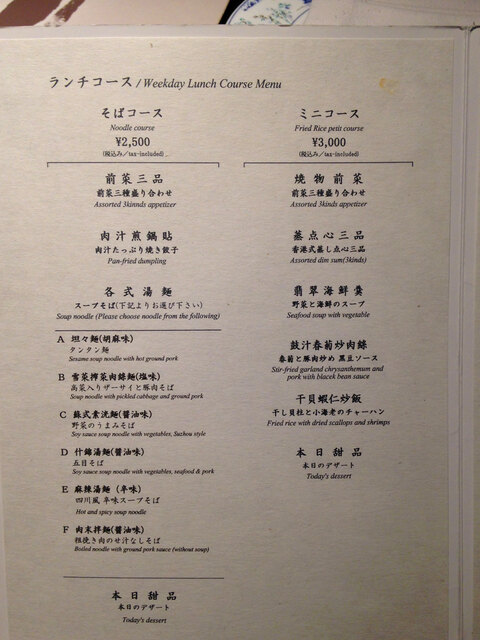 ランチコース / Weekday Lunch Course Menu
そばコース
Noodle course
¥2,500
(税込み／tax-included)
前菜三品
前菜三種盛り合わせ
Assorted 3kinnds appetizer
肉汁煎鍋貼
肉汁たっぷり焼き餃子
Pan-fried dumpling
各式湯麺
スープそば(下記よりお選び下さい)
Soup noodle (Please choose noodle from the following)
A 坦々麺(胡麻味)
タンタン麺
Sesame soup noodle with hot ground pork
B 雪菜搾菜肉絲麺(塩味)
高菜入りザーサイと豚肉そば
Soup noodle with pickled cabbage and ground pork
C 蘇式素洗麺(醤油味)
野菜のうまみそば
Soy sauce soup noodle with vegetables, Suzhou style
D 什錦湯麺(醤油味)
五目そば
Soy sauce soup noodle with vegetables, seafood & pork
E 麻辣湯麺 (辛味)
四川風 辛味スープそば
Hot and spicy soup noodle
F 肉末拌麺(醤油味)
粗挽き肉のせ汁なしそば
Boiled noodle with ground pork sauce (without soup)
本日甜品
本日のデザート
Today's dessert
ミニコース
Fried Rice petit course
¥3,000
(税込み／tax-included)
焼物前菜
前菜三種盛り合わせ
Assorted 3kinds appetizer
蒸点心三品
香港式蒸し点心三品
Assorted dim sum(3kinds)
翡翠海鮮羹
野菜と海鮮のスープ
Seafood soup with vegetable
鼓汁春菊炒肉絲
春菊と豚肉炒め 黒豆ソース
Stir-fried garland chrysanthemum and
pork with blacek bean sauce
干貝蝦仁炒飯
干し貝柱と小海老のチャーハン
Fried rice with dried scallops and shrimps
本日甜品
本日のデザート
Today's dessert